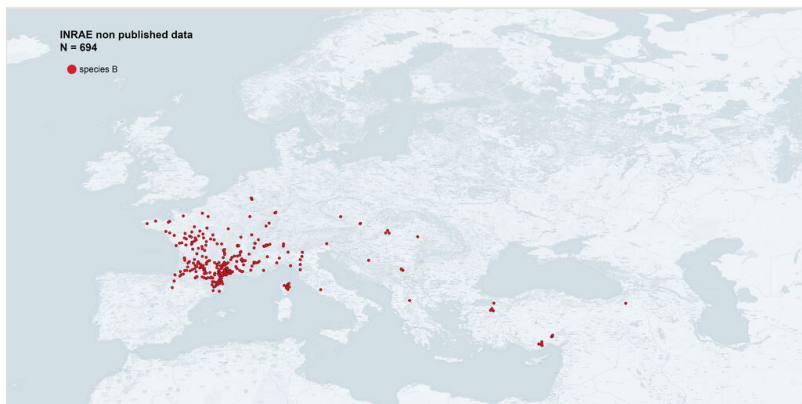 INRAE non published data
N = 694
species B